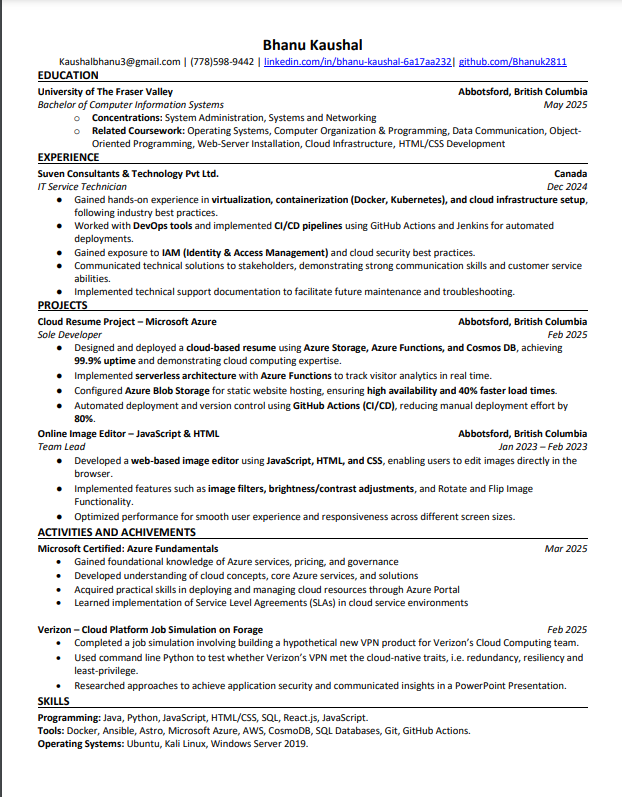 Bhanu Kaushal
Kaushalbhanu3@gmail.com | (778)598-9442 | linkedin.com/in/bhanu-kaushal-6a17aa232| github.com/Bhanuk2811
EDUCATION
University of The Fraser Valley Abbotsford, British Columbia
Bachelor of Computer Information Systems May 2025
o Concentrations: System Administration, Systems and Networking
o Related Coursework: Operating Systems, Computer Organization & Programming, Data Communication, Object-
Oriented Programming, Web-Server Installation, Cloud Infrastructure, HTML/CSS Development
EXPERIENCE
Suven Consultants & Technology Pvt Ltd. Canada
IT Service Technician Dec 2024
● Gained hands-on experience in virtualization, containerization (Docker, Kubernetes), and cloud infrastructure setup,
following industry best practices.
● Worked with DevOps tools and implemented CI/CD pipelines using GitHub Actions and Jenkins for automated
deployments.
● Gained exposure to IAM (Identity & Access Management) and cloud security best practices.
● Communicated technical solutions to stakeholders, demonstrating strong communication skills and customer service
abilities.
● Implemented technical support documentation to facilitate future maintenance and troubleshooting.
PROJECTS
Cloud Resume Project – Microsoft Azure Abbotsford, British Columbia
Sole Developer Feb 2025
● Designed and deployed a cloud-based resume using Azure Storage, Azure Functions, and Cosmos DB, achieving
99.9% uptime and demonstrating cloud computing expertise.
● Implemented serverless architecture with Azure Functions to track visitor analytics in real time.
● Configured Azure Blob Storage for static website hosting, ensuring high availability and 40% faster load times.
● Automated deployment and version control using GitHub Actions (CI/CD), reducing manual deployment effort by
80%.
Online Image Editor – JavaScript & HTML Abbotsford, British Columbia
Team Lead Jan 2023 – Feb 2023
● Developed a web-based image editor using JavaScript, HTML, and CSS, enabling users to edit images directly in the
browser.
● Implemented features such as image filters, brightness/contrast adjustments, and Rotate and Flip Image
Functionality.
● Optimized performance for smooth user experience and responsiveness across different screen sizes.
ACTIVITIES AND ACHIVEMENTS
Microsoft Certified: Azure Fundamentals Mar 2025
● Gained foundational knowledge of Azure services, pricing, and governance
● Developed understanding of cloud concepts, core Azure services, and solutions
● Acquired practical skills in deploying and managing cloud resources through Azure Portal
● Learned implementation of Service Level Agreements (SLAs) in cloud service environments
Verizon – Cloud Platform Job Simulation on Forage Feb 2025
● Completed a job simulation involving building a hypothetical new VPN product for Verizon's Cloud Computing team.
● Used command line Python to test whether Verizon's VPN met the cloud-native traits, i.e. redundancy, resiliency and
least-privilege.
● Researched approaches to achieve application security and communicated insights in a PowerPoint Presentation.
SKILLS
Programming: Java, Python, JavaScript, HTML/CSS, SQL, React.js, JavaScript.
Tools: Docker, Ansible, Astro, Microsoft Azure, AWS, CosmoDB, SQL Databases, Git, GitHub Actions.
Operating Systems: Ubuntu, Kali Linux, Windows Server 2019.